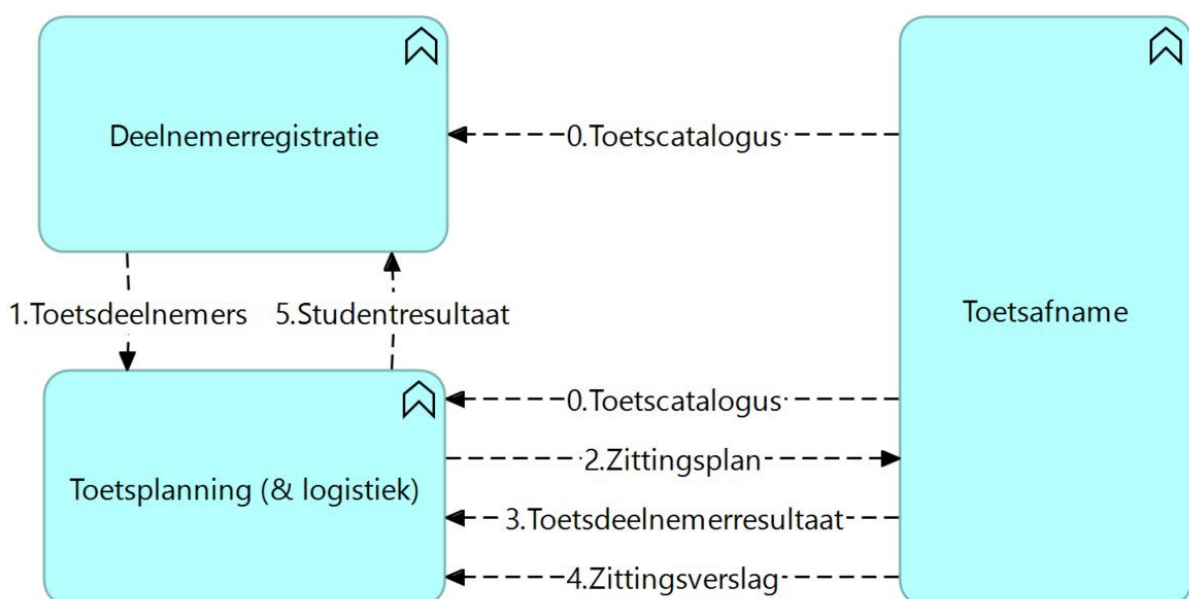 Deelnemerregistratie
0.Toetscatalogus
1.Toetsdeelnemers
5.Studentresultaat
Toetsafname
0.Toetscatalogus
2.Zittingsplan
Toetsplanning (& logistiek)
3.Toetsdeelnemerresultaat
4.Zittingsverslag